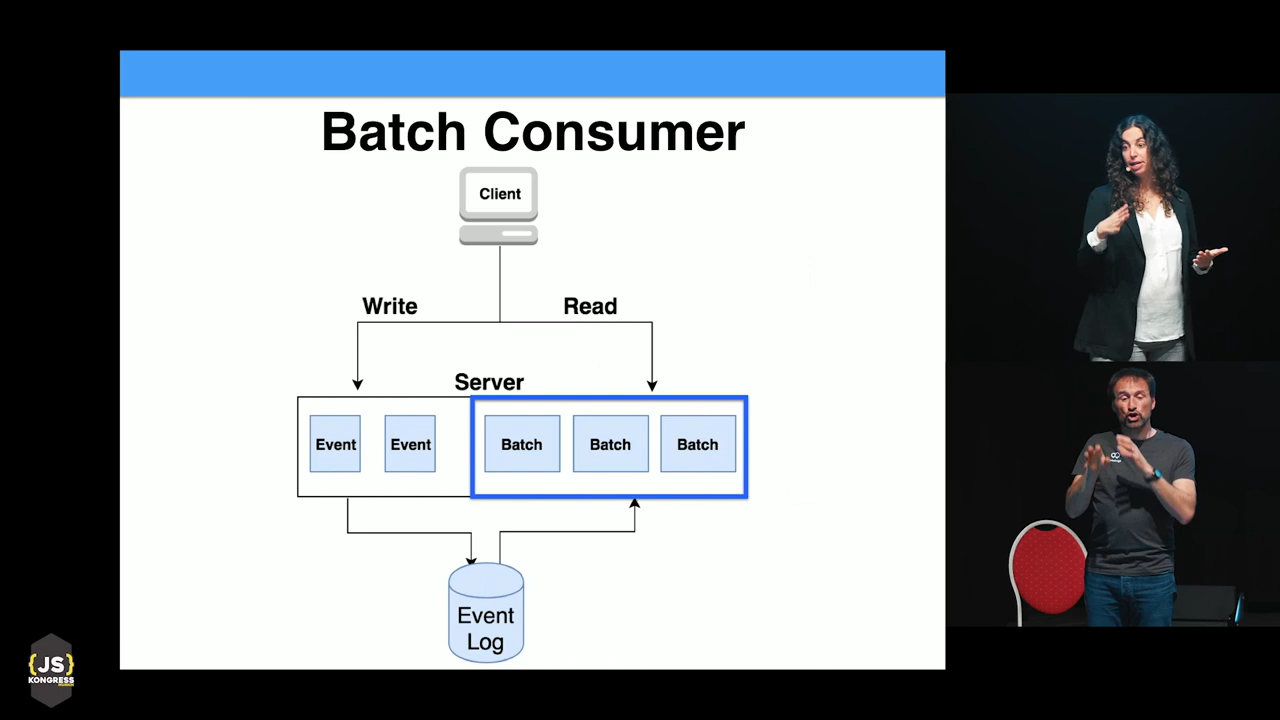 Batch Consumer
Client
Write
Read
Server
Event
Event
Batch
Batch
Batch
Event
Log
{JS}
KONGRESS